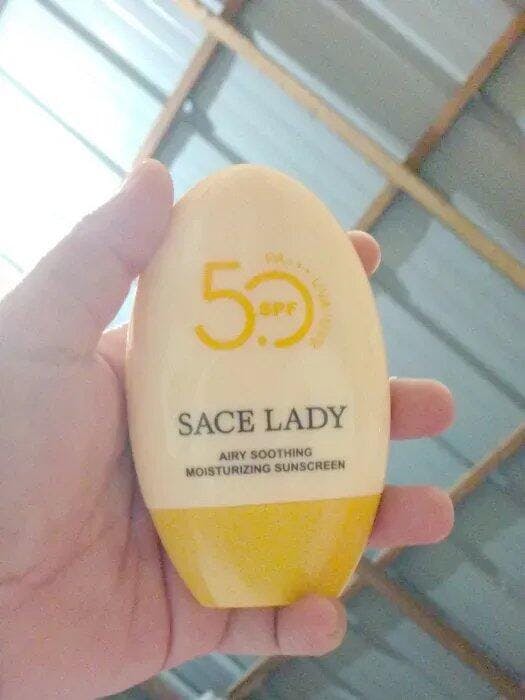 50
SPF
SACE LADY
AIRY SOOTHING
MOISTURIZING SUNSCREEN